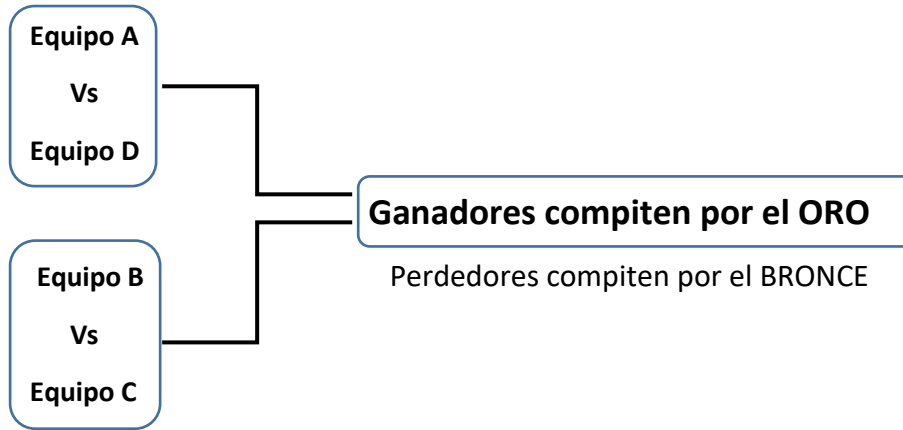 Equipo A
Vs
Equipo D
Ganadores compiten por el ORO
Perdedores compiten por el BRONCE
Equipo B
Vs
Equipo C